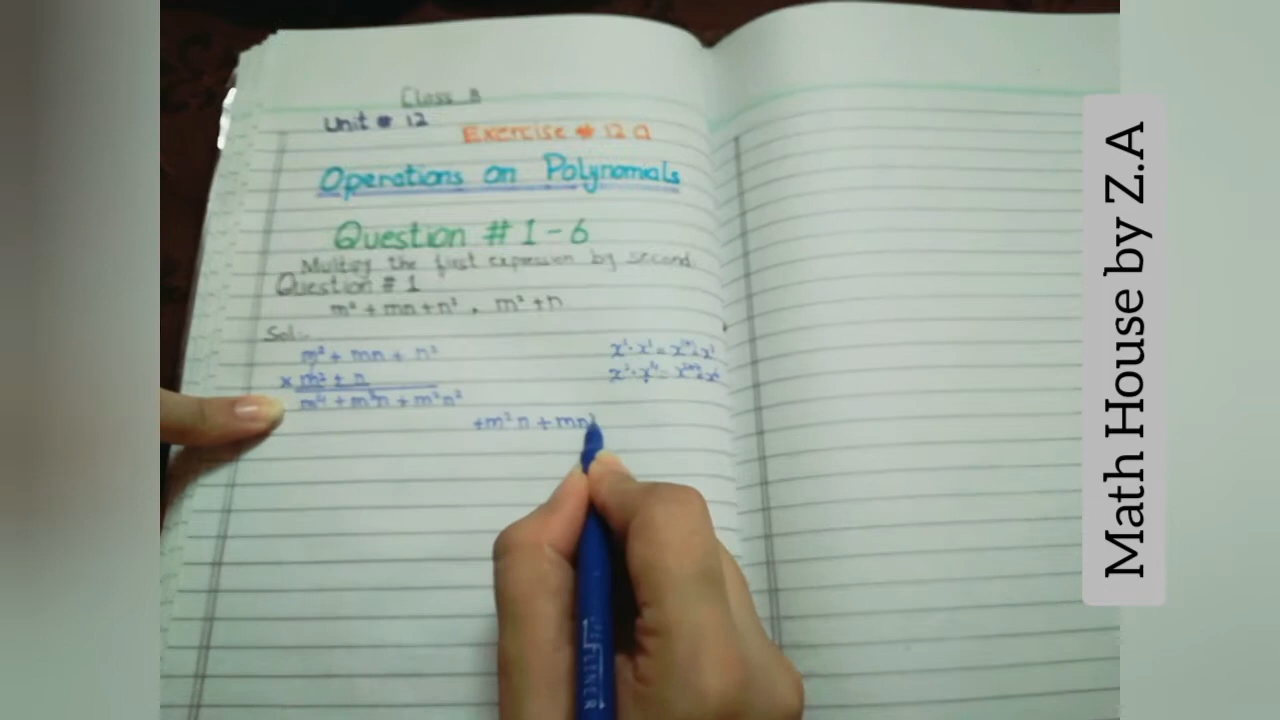 Class 8
Unit # 12
Exercise # 12 a
Operations on Polynomials
Question # 1 - 6
Multiply the first expression by second
Question # 1
m² + mn + n² , m² + n
Sol:-
m² + mn + n²
× m² + n
m⁴ + m³n + m²n²
+m²n + mn²
Math House by Z.A